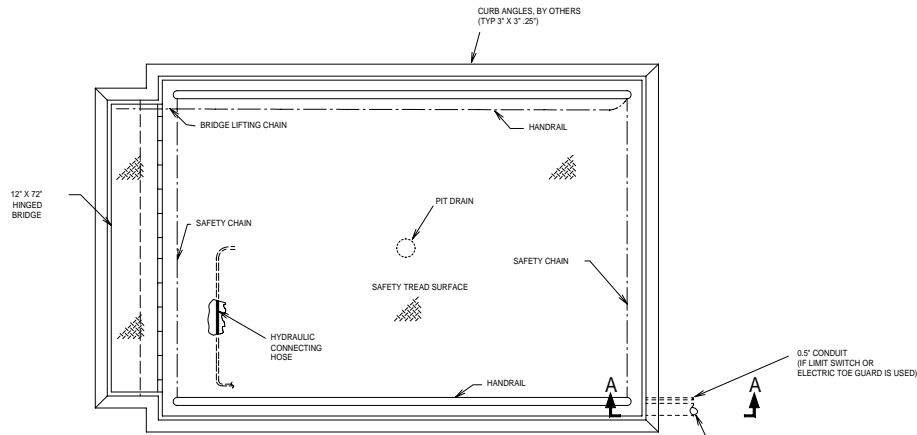 CURB ANGLES, BY OTHERS
(TYP 3" X 3" .25")
BRIDGE LIFTING CHAIN
HANDRAIL
12" X 72"
HINGED
BRIDGE
PIT DRAIN
SAFETY CHAIN
SAFETY CHAIN
SAFETY TREAD SURFACE
HYDRAULIC
CONNECTING
HOSE
0.5" CONDUIT
(IF LIMIT SWITCH OR
ELECTRIC TOE GUARD IS USED)
HANDRAIL
A
A